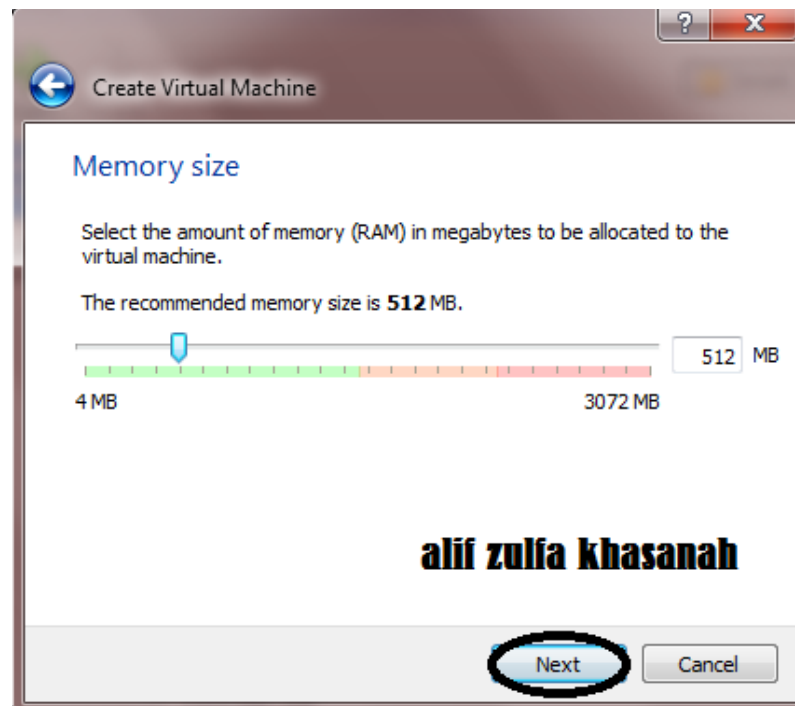 ?
X
Create Virtual Machine
Memory size
Select the amount of memory (RAM) in megabytes to be allocated to the
virtual machine.
The recommended memory size is 512 MB.
512 MB
4 MB 3072 MB
alif zulfa khasanah
Next Cancel